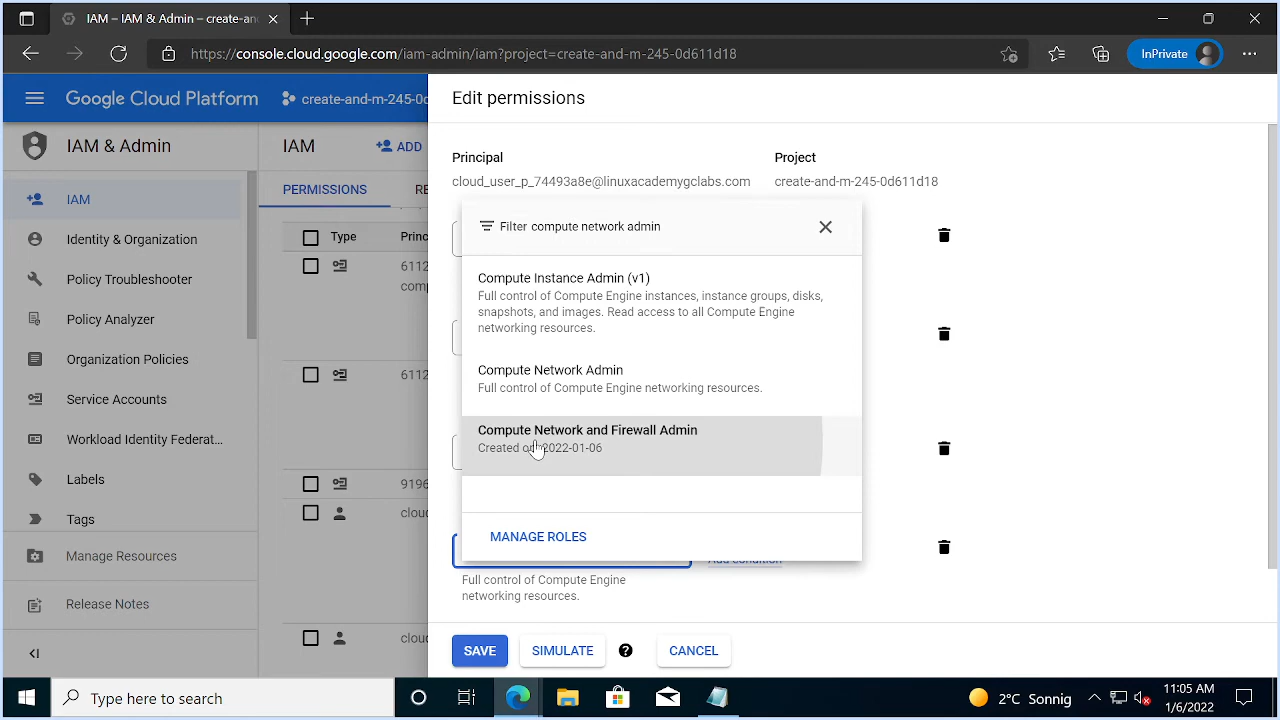 IAM – IAM – IAM & Admin – create-an
https://console.cloud.google.com/iam-admin/iam?project=create-and-m-245-0d611d18
InPrivate
Google Cloud Platform
create-and-m-245-0d
Edit permissions
IAM & Admin
IAM
ADD
Principal
Project
cloud_user_p_74493a8e@linuxacademygclabs.com
create-and-m-245-0d611d18
PERMISSIONS
RE
IAM
Identity & Organization
Policy Troubleshooter
Policy Analyzer
Organization Policies
Service Accounts
Workload Identity Federat...
Labels
Tags
Manage Resources
Release Notes
Type
Princ
6112
comp
6112
9196
cloud
cloud
Filter compute network admin
Compute Instance Admin (v1)
Full control of Compute Engine instances, instance groups, disks,
snapshots, and images. Read access to all Compute Engine
networking resources.
Compute Network Admin
Full control of Compute Engine networking resources.
Compute Network and Firewall Admin
Created on 2022-01-06
MANAGE ROLES
Add condition
Full control of Compute Engine
networking resources.
SAVE
SIMULATE
CANCEL
Type here to search
2°C Sonnig
11:05 AM
1/6/2022